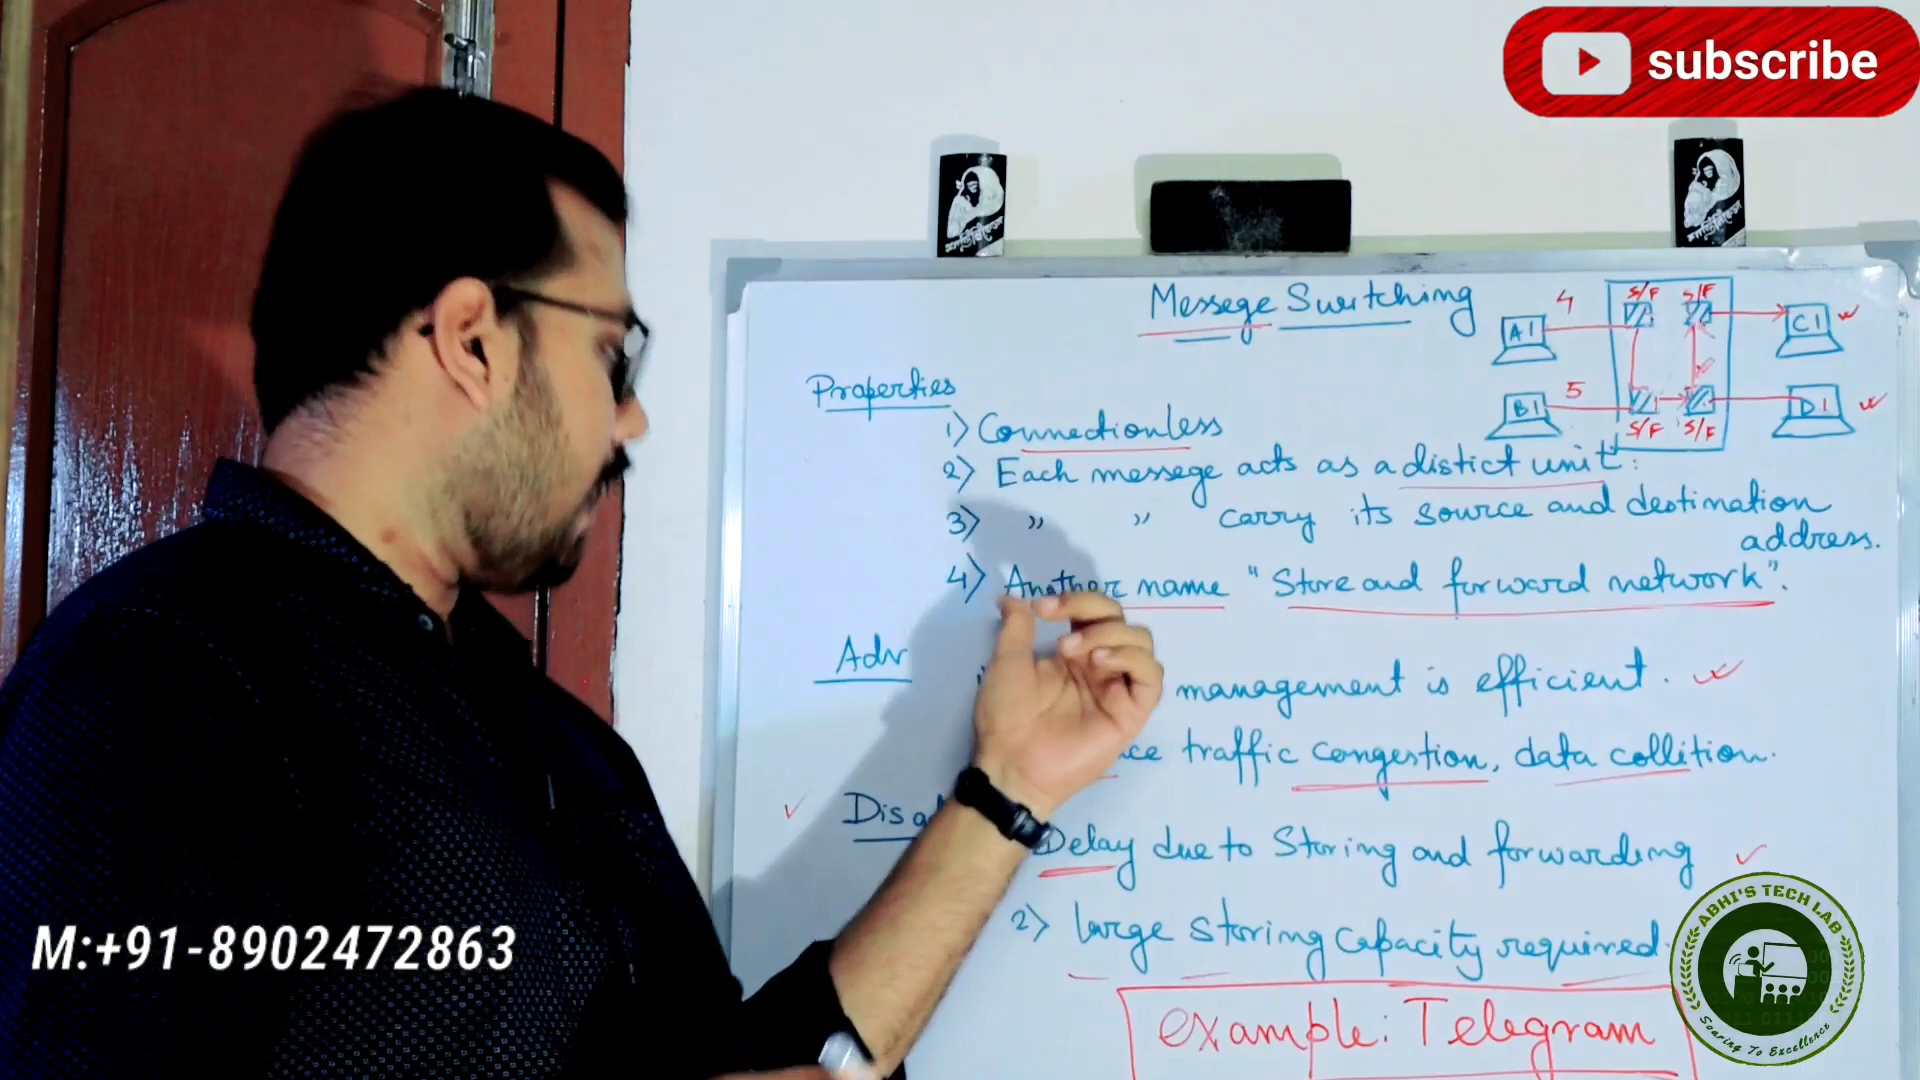 subscribe
Messege Switching
4
S/F S/F
A1
C1
5
B1
D1
S/F S/F
Properties
1) Connectionless
2) Each messege acts as a distict unit.
3) " " carry its source and destination
address.
4) Another name "Store and forward network".
Adv
management is efficient.
traffic congestion, data collition.
Delay due to Storing and forwarding
2) large storing capacity required.
example: Telegram
M:+91-8902472863
ABHI'S TECH LAB
Soaring To Excellence